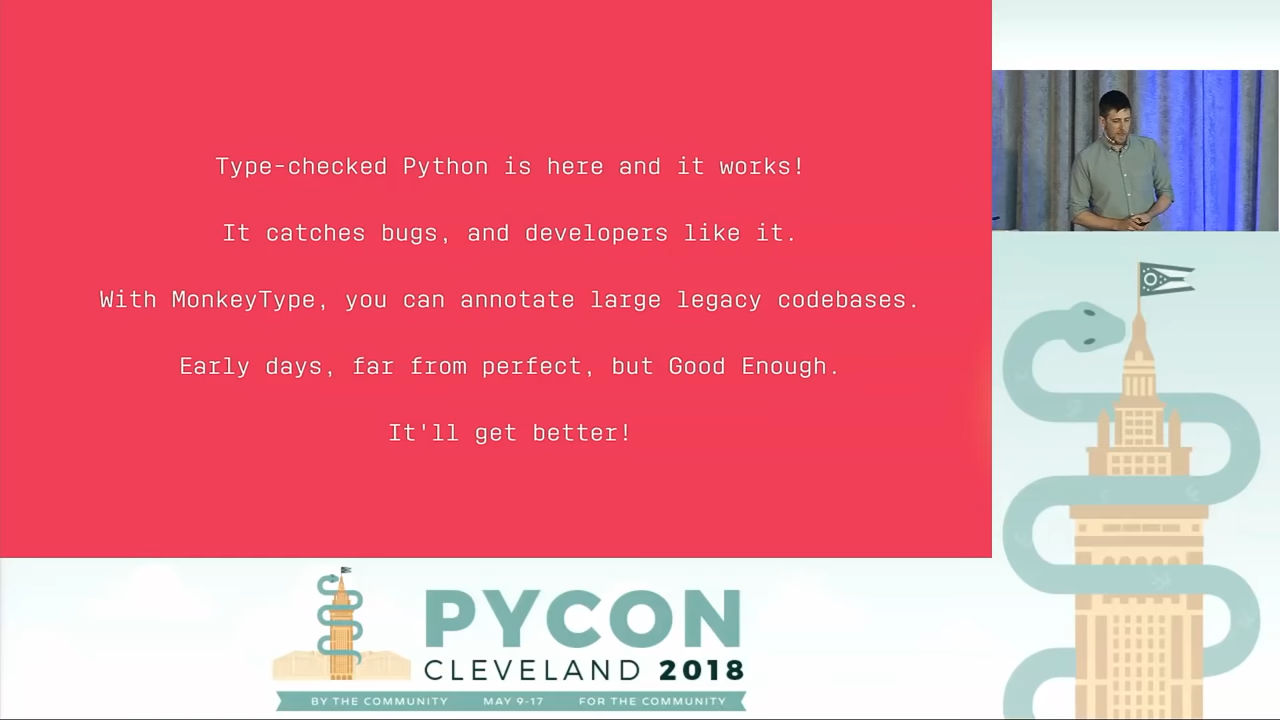 Type-checked Python is here and it works!
It catches bugs, and developers like it.
With MonkeyType, you can annotate large legacy codebases.
Early days, far from perfect, but Good Enough.
It'll get better!
PYCON
CLEVELAND 2018
BY THE COMMUNITY MAY 9-17 FOR THE COMMUNITY